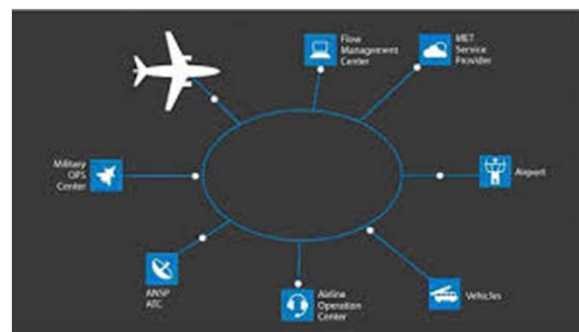 Flow
Management
Center
MET
Service
Provider
Military
OPS
Center
Airport
ANSP
ATC
Airline
Operation
Center
Vehicles